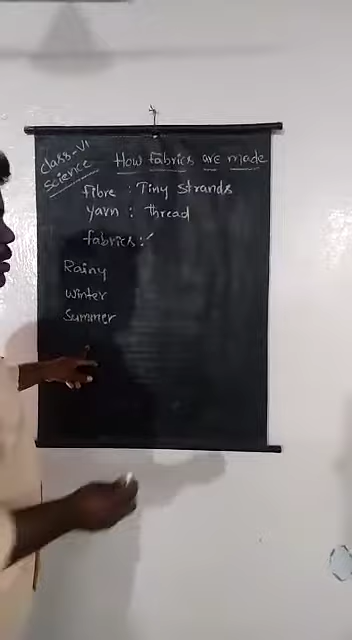 Class-VI
Science
How fabrics are made
fibre : Tiny strands
yarn : thread
fabrics :
Rainy
winter
Summer